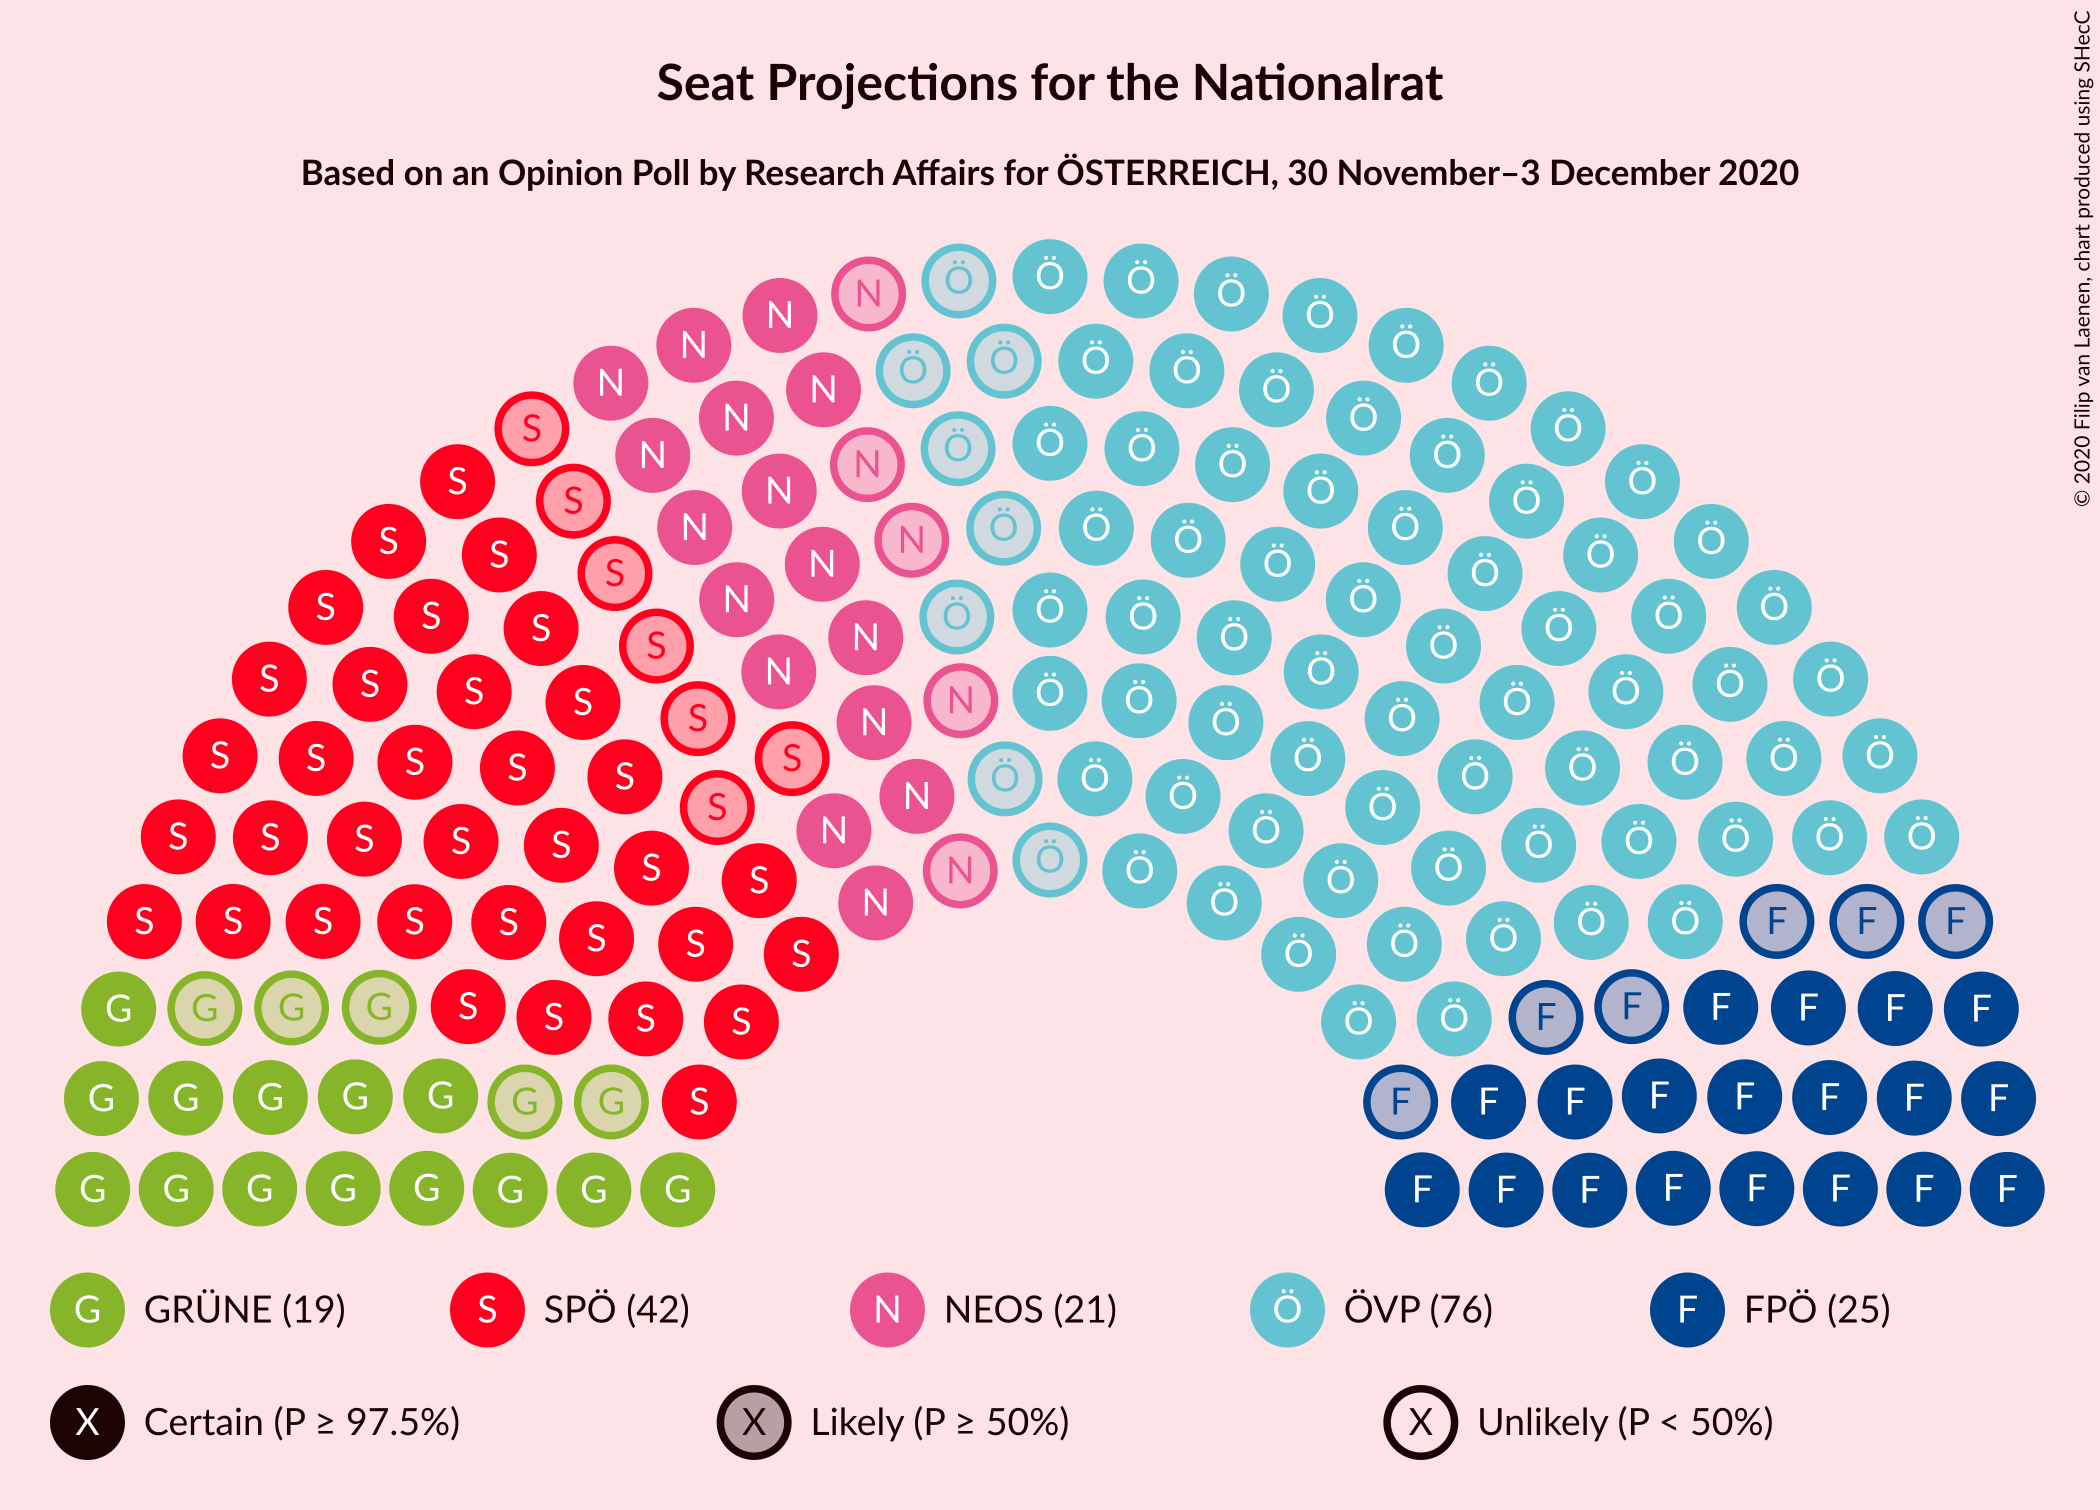 Seat Projections for the Nationalrat
Based on an Opinion Poll by Research Affairs for ÖSTERREICH, 30 November–3 December 2020
© 2020 Filip van Laenen, chart produced using SHecC
N Ö Ö Ö Ö Ö
N N Ö Ö Ö Ö Ö Ö
N N N Ö Ö Ö Ö Ö Ö Ö
S N N N Ö Ö Ö Ö Ö Ö Ö
S S N N N Ö Ö Ö Ö Ö Ö Ö
S S S N N Ö Ö Ö Ö Ö Ö Ö
S S S S N N Ö Ö Ö Ö Ö Ö Ö
S S S S N N Ö Ö Ö Ö Ö Ö Ö
S S S S S N Ö Ö Ö Ö Ö Ö Ö
S S S S S S N Ö Ö Ö Ö Ö Ö Ö
S S S S S S S N N Ö Ö Ö Ö Ö Ö Ö Ö Ö
S S S S S S S N Ö Ö Ö Ö Ö Ö Ö Ö
S S S S S S S S Ö Ö Ö Ö Ö F F F
G G G G S S S S Ö Ö F F F F F F
G G G G G G G S F F F F F F F F
G G G G G G G G F F F F F F F F
G GRÜNE (19) S SPÖ (42) N NEOS (21) Ö ÖVP (76) F FPÖ (25)
X Certain (P ≥ 97.5%) X Likely (P ≥ 50%) X Unlikely (P < 50%)